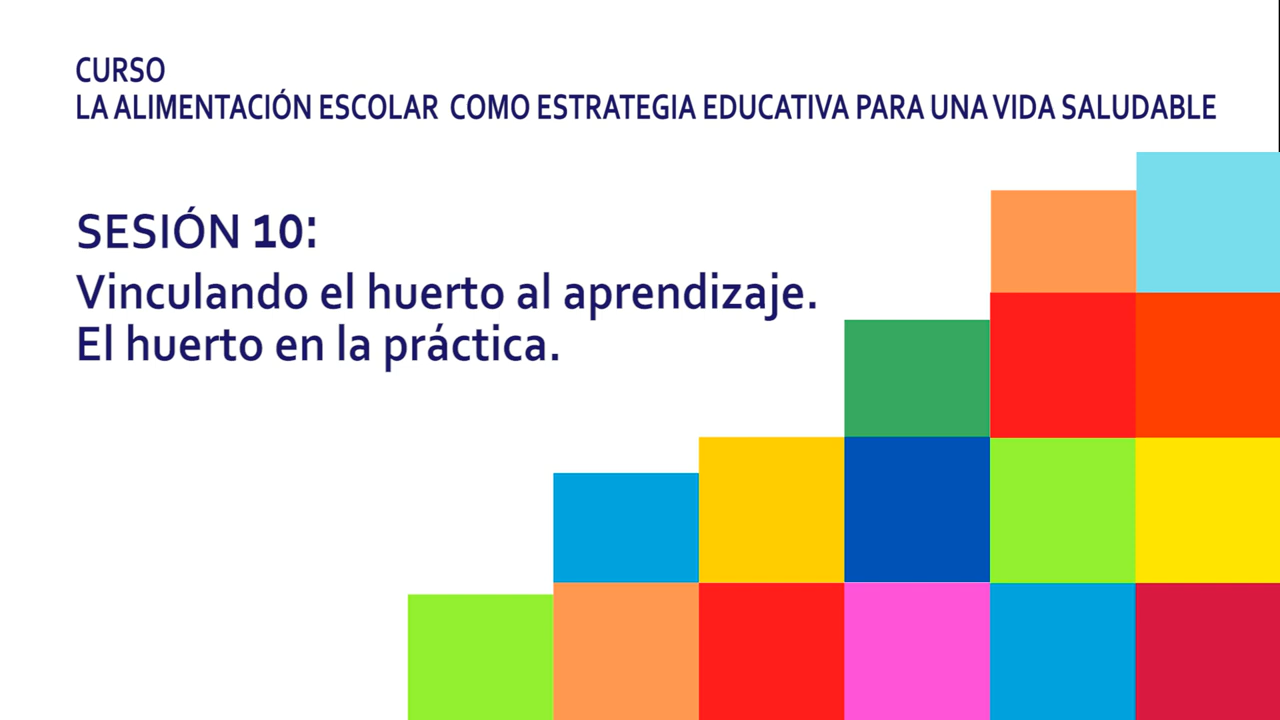 CURSO
LA ALIMENTACIÓN ESCOLAR COMO ESTRATEGIA EDUCATIVA PARA UNA VIDA SALUDABLE
SESIÓN 10:
Vinculando el huerto al aprendizaje.
El huerto en la práctica.